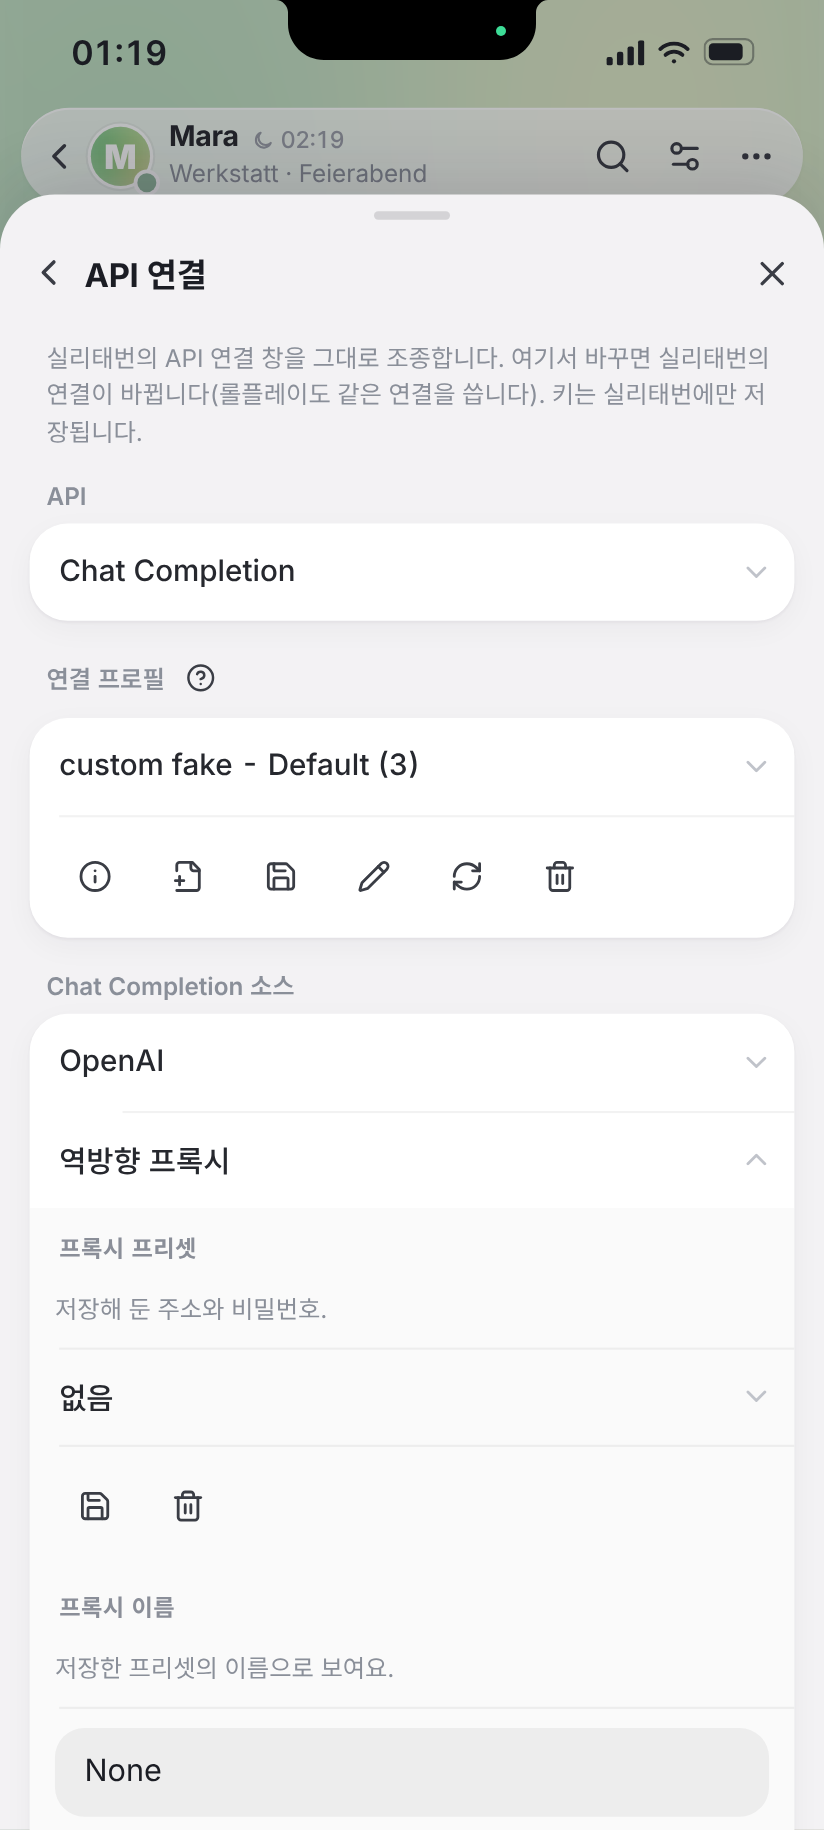 01:19
M
Mara 02:19
Werkstatt · Feierabend
API 연결
실리태번의 API 연결 창을 그대로 조종합니다. 여기서 바꾸면 실리태번의
연결이 바뀝니다(롤플레이도 같은 연결을 씁니다). 키는 실리태번에만 저
장됩니다.
API
Chat Completion
연결 프로필
custom fake - Default (3)
Chat Completion 소스
OpenAI
역방향 프록시
프록시 프리셋
저장해 둔 주소와 비밀번호.
없음
프록시 이름
저장한 프리셋의 이름으로 보여요.
None